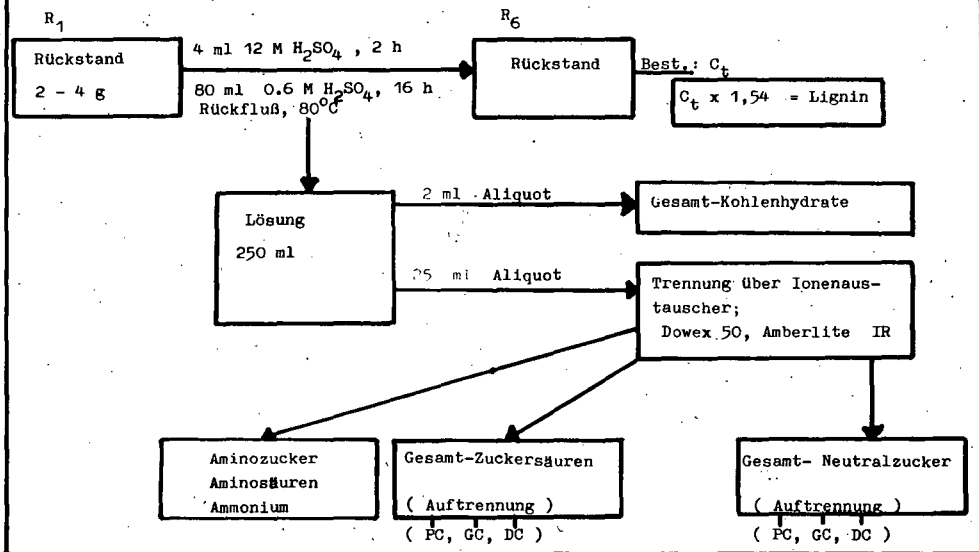 R1
Rückstand
2 - 4 g
4 ml 12 M H2SO4 , 2 h
80 ml 0.6 M H2SO4, 16 h
Rückfluß, 80°C
R6
Rückstand
Best.: Ct
Ct x 1,54 = Lignin
Lösung
250 ml
2 ml Aliquot
Gesamt-Kohlenhydrate
25 ml Aliquot
Trennung über Ionenaus-
tauscher;
Dowex 50, Amberlite IR
Aminozucker
Aminosäuren
Ammonium
Gesamt-Zuckersäuren
( Auftrennung )
( PC, GC, DC )
Gesamt- Neutralzucker
( Auftrennung )
( PC, GC, DC )